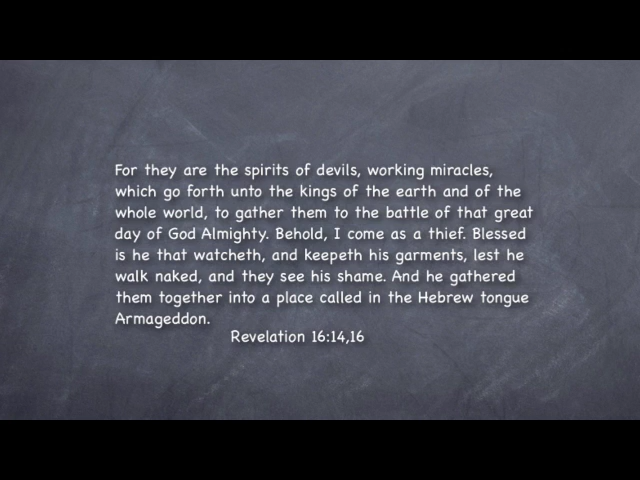 For they are the spirits of devils, working miracles,
which go forth unto the kings of the earth and of the
whole world, to gather them to the battle of that great
day of God Almighty. Behold, I come as a thief. Blessed
is he that watcheth, and keepeth his garments, lest he
walk naked, and they see his shame. And he gathered
them together into a place called in the Hebrew tongue
Armageddon.
Revelation 16:14,16